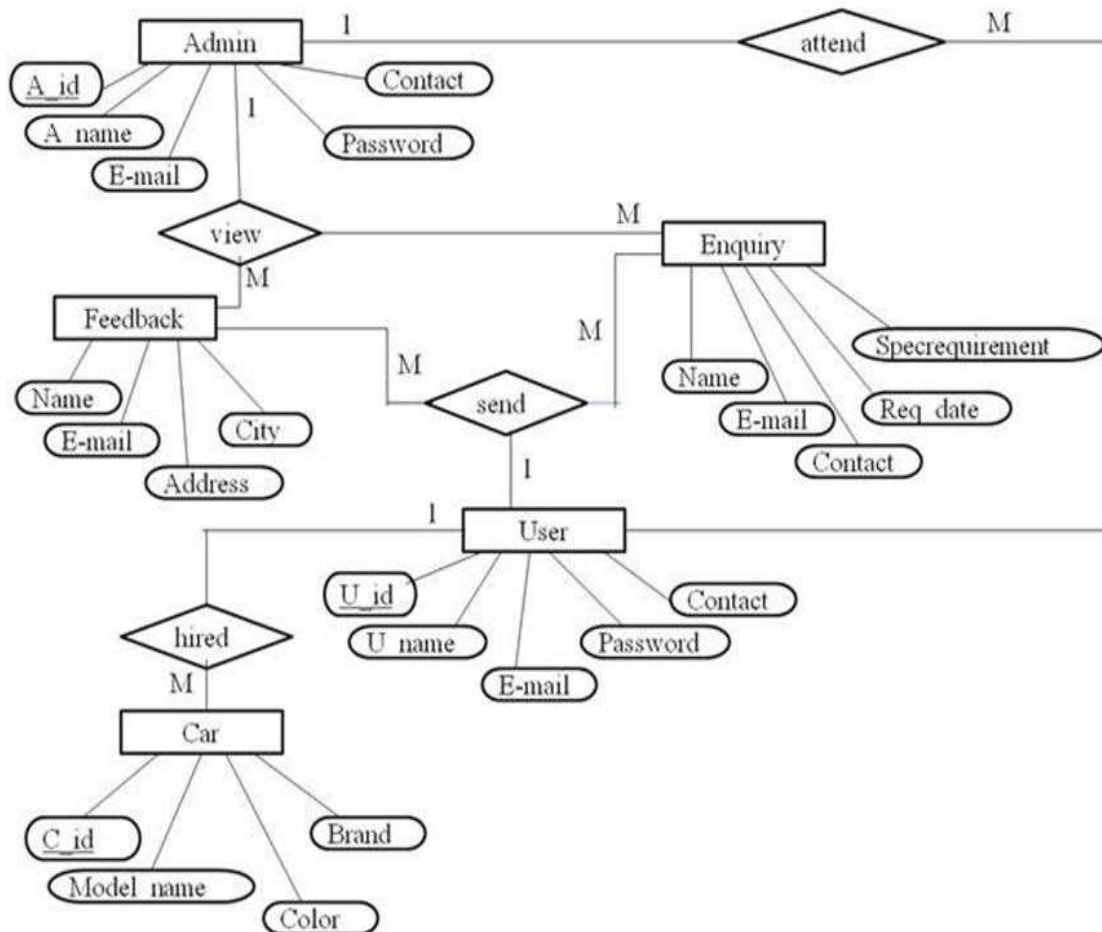 Admin
1
attend
M
A_id
Contact
1
A_name
Password
E-mail
view
M
Enquiry
M
Feedback
M
Specrequirement
M
Name
send
Name
Req_date
City
E-mail
E-mail
Contact
Address
1
1
User
U_id
Contact
hired
U_name
Password
M
E-mail
Car
C_id
Brand
Model_name
Color